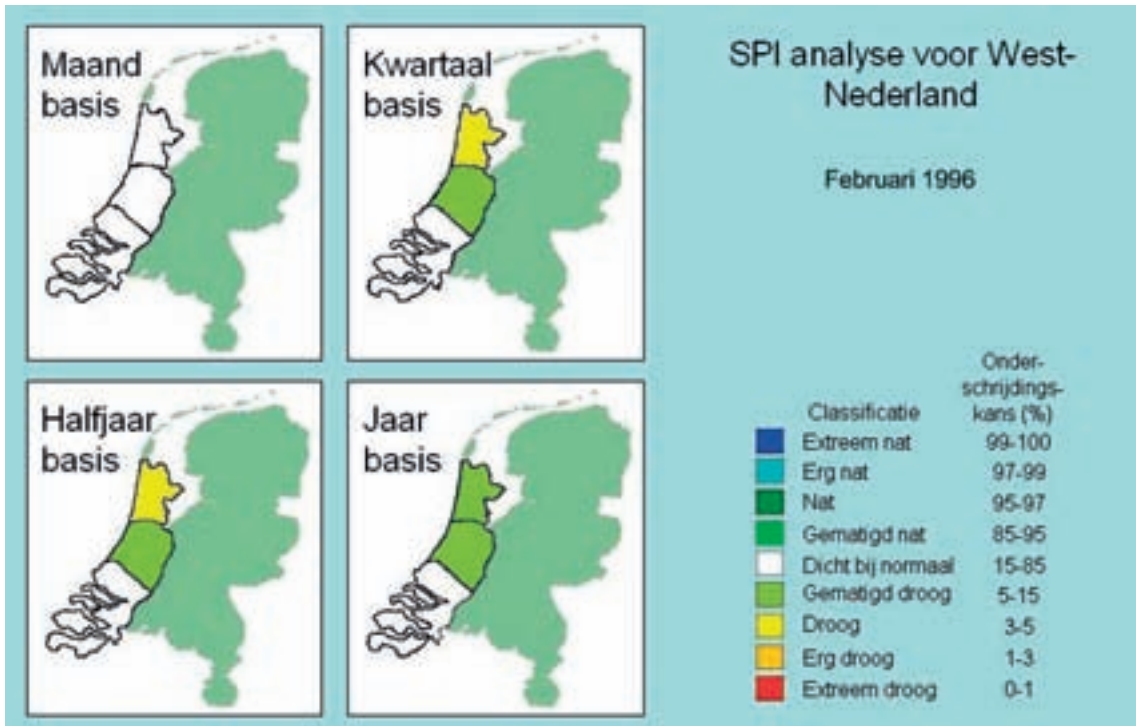 Maand
basis
Kwartaal
basis
SPI analyse voor West-
Nederland
Februari 1996
Halfjaar
basis
Jaar
basis
Onder-
schrijdings-
Classificatie kans (%)
Extreem nat 99-100
Erg nat 97-99
Nat 95-97
Gematigd nat 85-95
Dicht bij normaal 15-85
Gematigd droog 5-15
Droog 3-5
Erg droog 1-3
Extreem droog 0-1